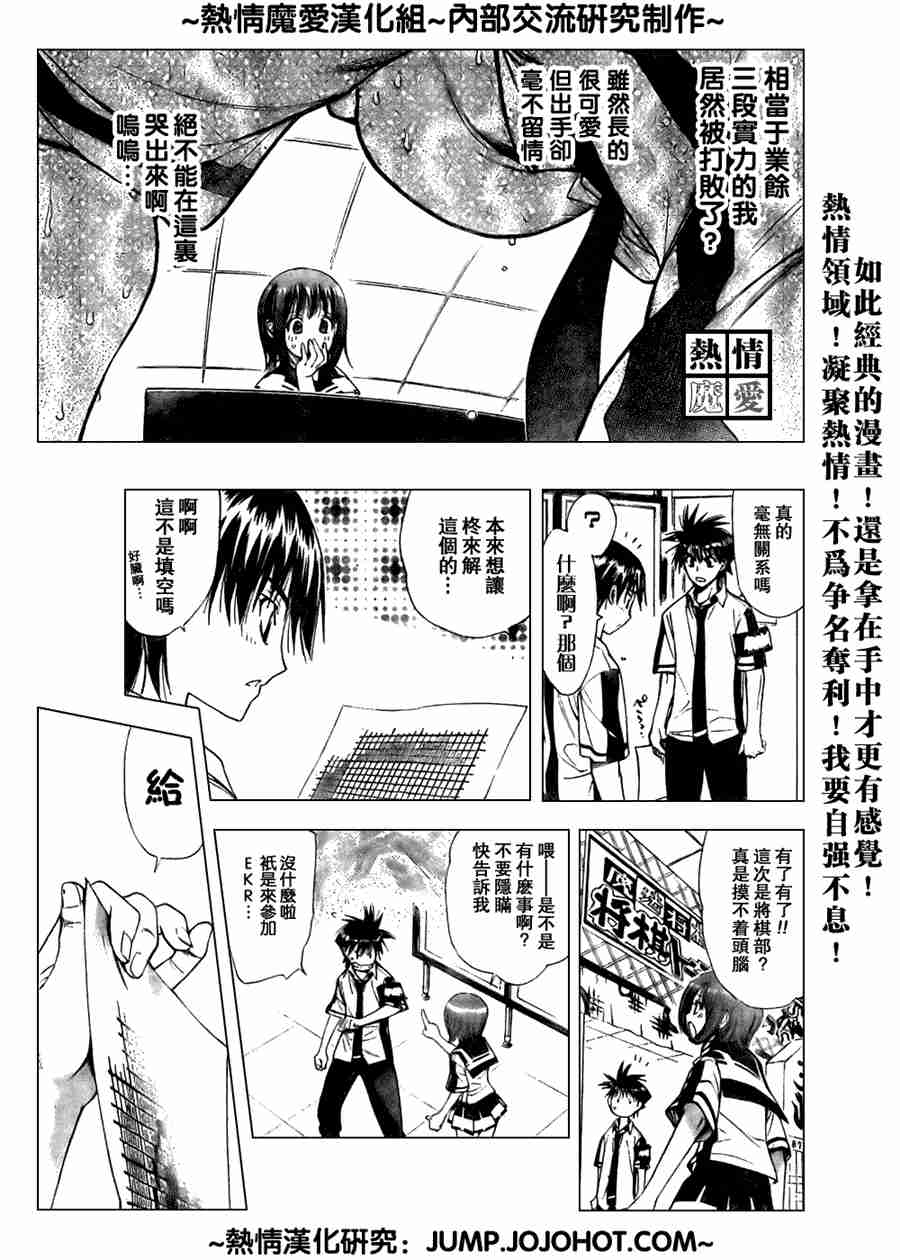 ~熱情魔愛漢化組~內部交流研究制作~
相當于業餘
三段實力的我
居然被打敗了？
雖然長的
很可愛
但出手卻
毫不留情
絕不能在這裏
哭出來啊
嗚嗚…
熱情
魔愛
如此經典的漫畫！還是拿在手中才更有感覺！
熱情領域！凝聚熱情！不爲争名奪利！我要自强不息！
真的
毫無關系嗎
?
什麼啊？那個
本來想讓
柊來解
這個的…
啊啊
這不是填空嗎
好臟啊…
有了有了!!
這次是將棋部？
真是摸不着頭腦
将棋
喂——是不是
有什麼事啊？
不要隱瞞
快告訴我
沒什麼啦
衹是來參加
EKR…
給
~熱情漢化研究：JUMP.JOJOHOT.COM~